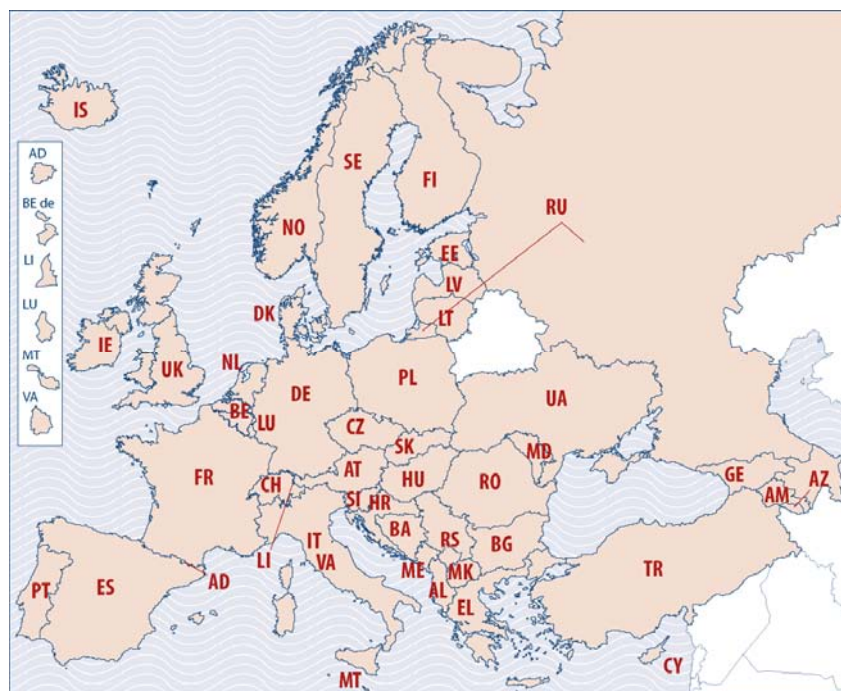 IS
AD
BE de
LI
LU
MT
VA
SE
FI
NO
RU
EE
LV
LT
DK
IE
UK
NL
BE
LU
DE
PL
CZ
SK
UA
MD
FR
CH
AT
HU
RO
SI
HR
BA
RS
BG
GE
AM
AZ
IT
VA
LI
ME
MK
AL
EL
TR
PT
ES
AD
MT
CY